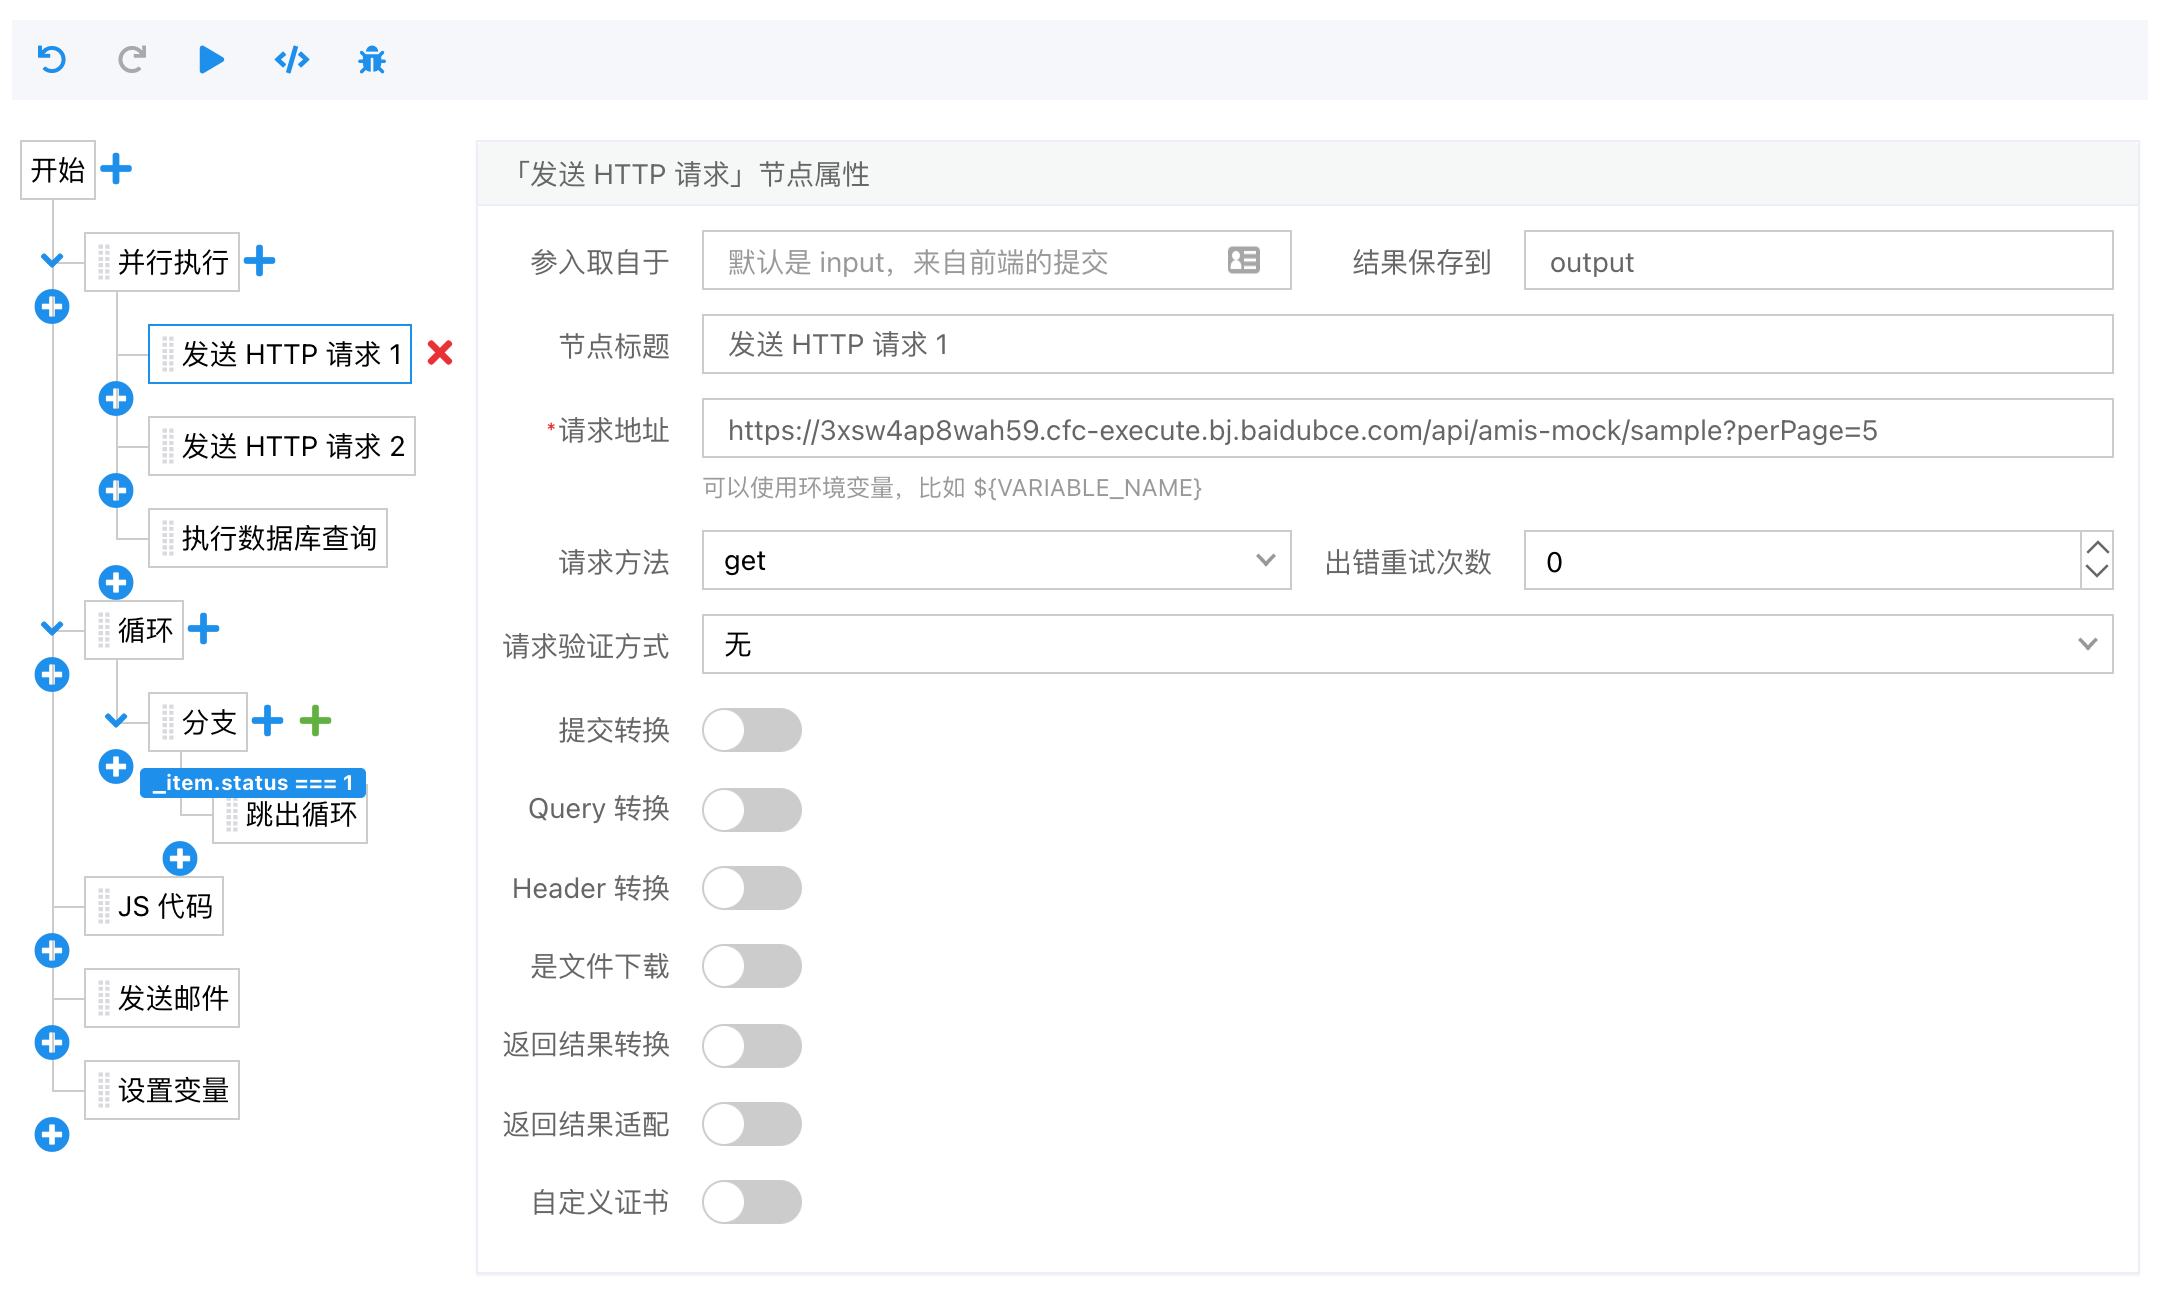 开始
并行执行
发送 HTTP 请求 1
发送 HTTP 请求 2
执行数据库查询
循环
分支
_item.status === 1
跳出循环
JS 代码
发送邮件
设置变量
「发送 HTTP 请求」节点属性
参入取自于 默认是 input，来自前端的提交 结果保存到 output
节点标题 发送 HTTP 请求 1
*请求地址 https://3xsw4ap8wah59.cfc-execute.bj.baidubce.com/api/amis-mock/sample?perPage=5
可以使用环境变量，比如 ${VARIABLE_NAME}
请求方法 get 出错重试次数 0
请求验证方式 无
提交转换
Query 转换
Header 转换
是文件下载
返回结果转换
返回结果适配
自定义证书